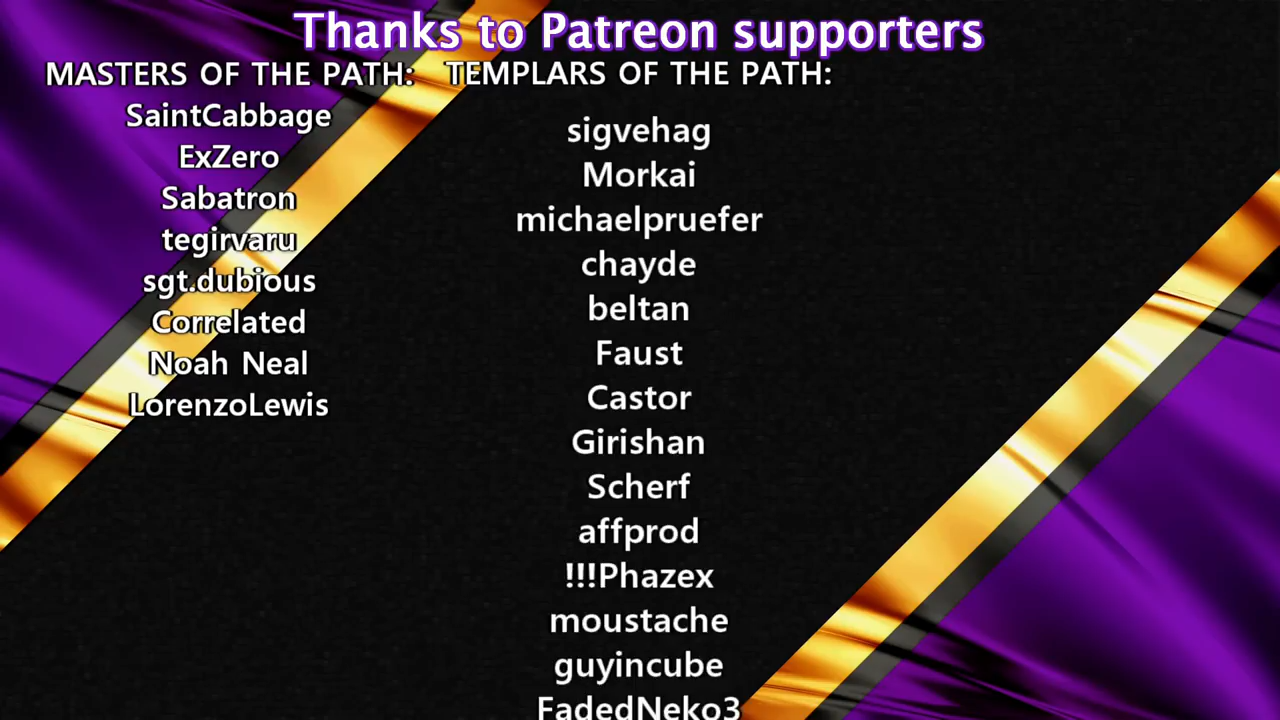 Thanks to Patreon supporters
MASTERS OF THE PATH:
SaintCabbage
ExZero
Sabatron
tegirvaru
sgt.dubious
Correlated
Noah Neal
LorenzoLewis
TEMPLARS OF THE PATH:
sigvehag
Morkai
michaelpruefer
chayde
beltan
Faust
Castor
Girishan
Scherf
affprod
!!!Phazex
moustache
guyincube
FadedNeko3